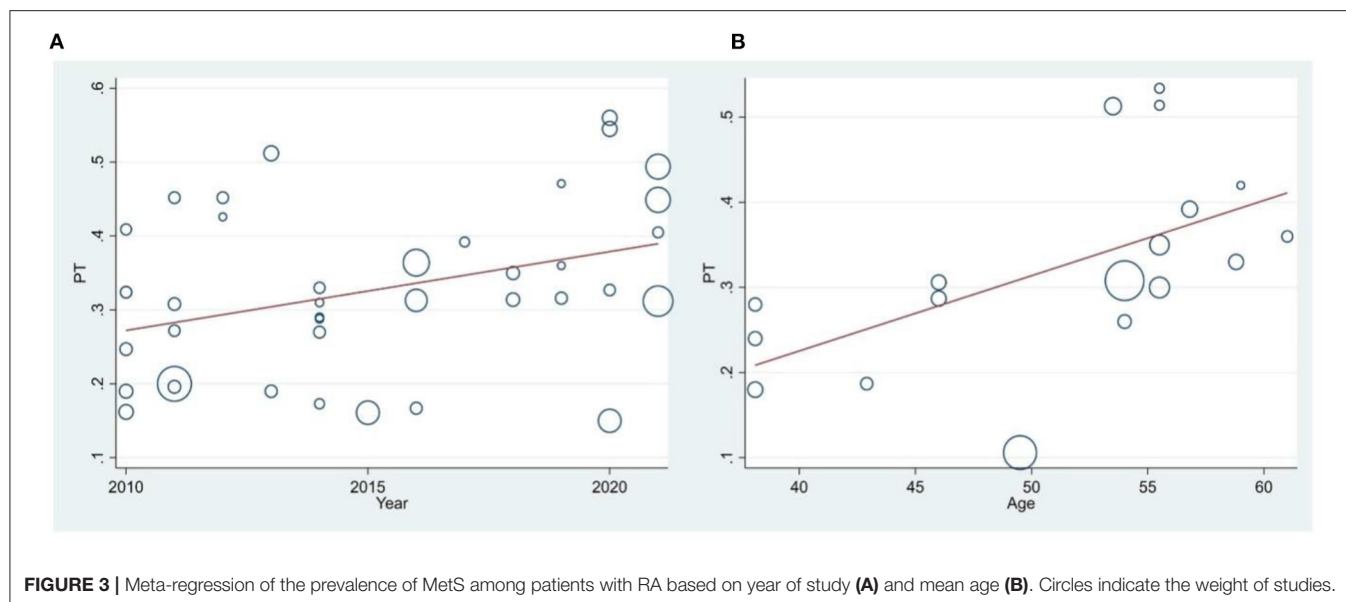 A
B
.6
.5
.4
.3
.2
.1
PT
2010
2015
2020
Year
.5
.4
.3
.2
.1
PT
40
45
50
55
60
Age
FIGURE 3 | Meta-regression of the prevalence of MetS among patients with RA based on year of study (A) and mean age (B). Circles indicate the weight of studies.